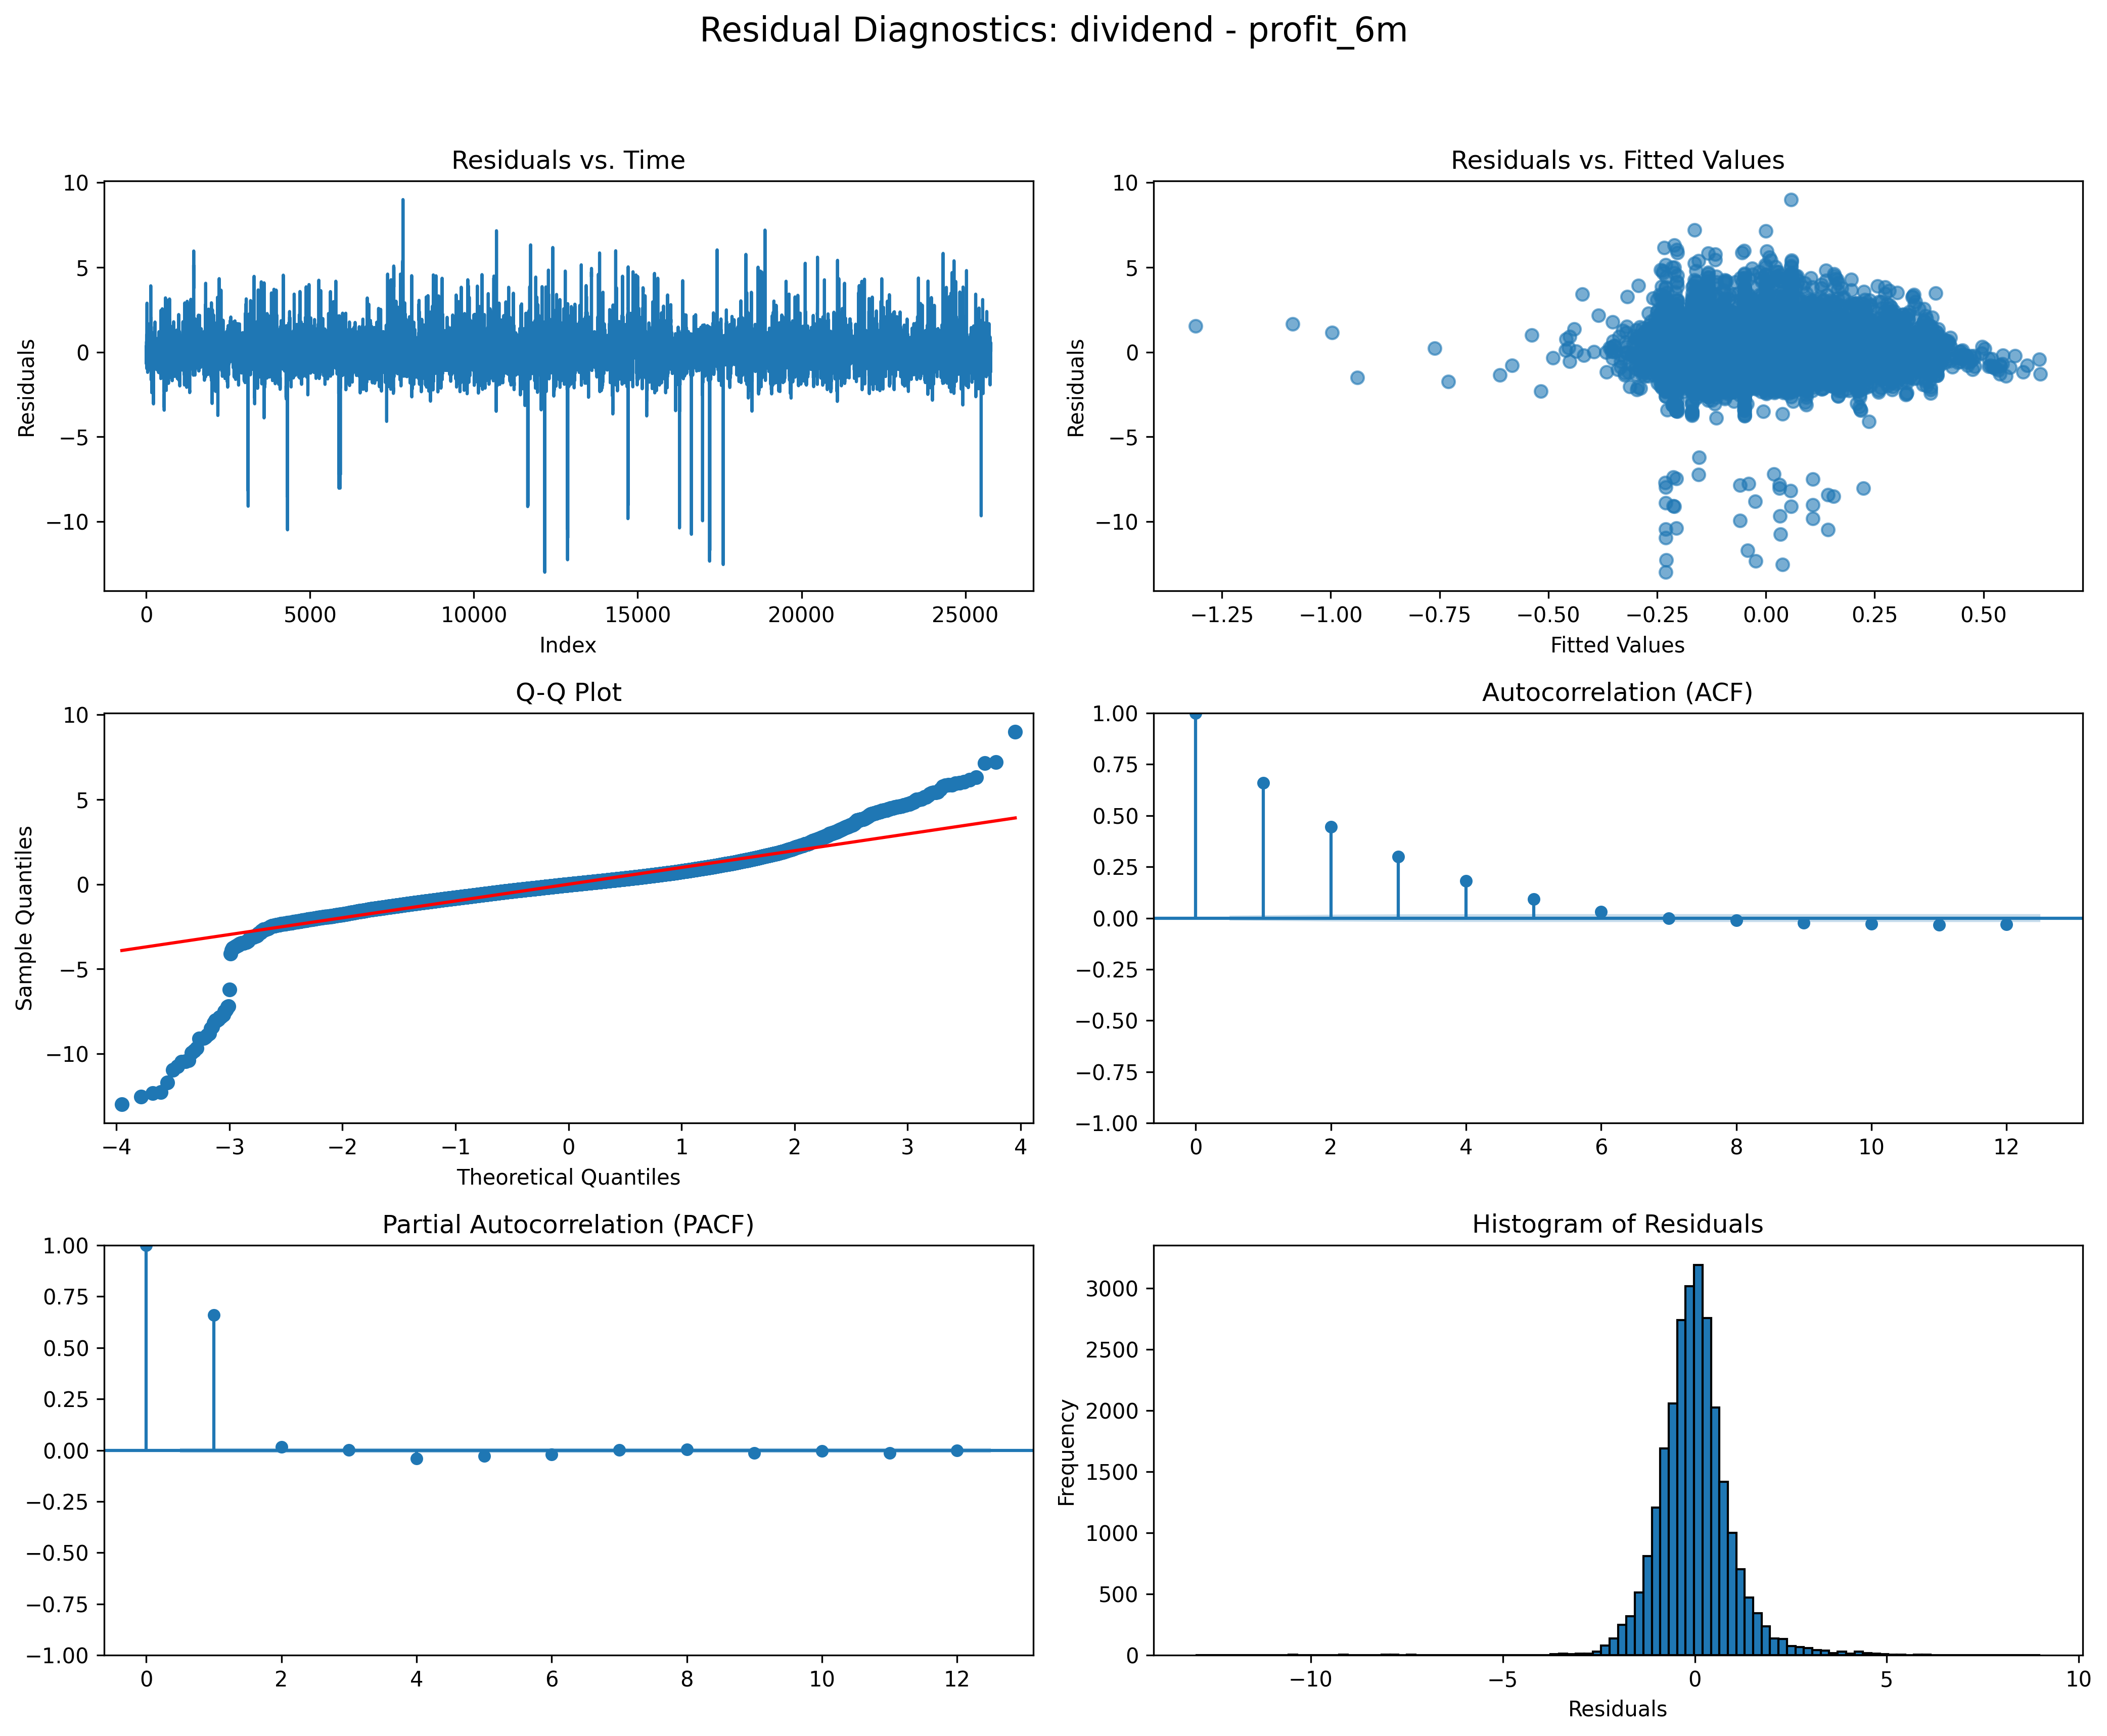 Residual Diagnostics: dividend - profit_6m
Residuals vs. Time
Residuals
10
5
0
−5
−10
0 5000 10000 15000 20000 25000
Index
Residuals vs. Fitted Values
Residuals
10
5
0
−5
−10
−1.25 −1.00 −0.75 −0.50 −0.25 0.00 0.25 0.50
Fitted Values
Q-Q Plot
Sample Quantiles
10
5
0
−5
−10
−4 −3 −2 −1 0 1 2 3 4
Theoretical Quantiles
Autocorrelation (ACF)
1.00
0.75
0.50
0.25
0.00
−0.25
−0.50
−0.75
−1.00
0 2 4 6 8 10 12
Partial Autocorrelation (PACF)
1.00
0.75
0.50
0.25
0.00
−0.25
−0.50
−0.75
−1.00
0 2 4 6 8 10 12
Histogram of Residuals
Frequency
3000
2500
2000
1500
1000
500
0
−10 −5 0 5 10
Residuals